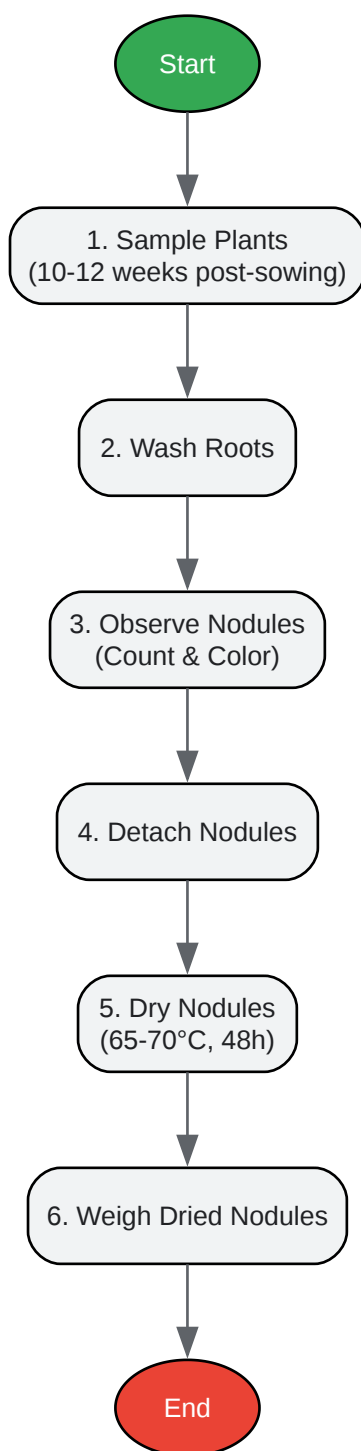 Start
1. Sample Plants
(10-12 weeks post-sowing)
2. Wash Roots
3. Observe Nodules
(Count & Color)
4. Detach Nodules
5. Dry Nodules
(65-70°C, 48h)
6. Weigh Dried Nodules
End